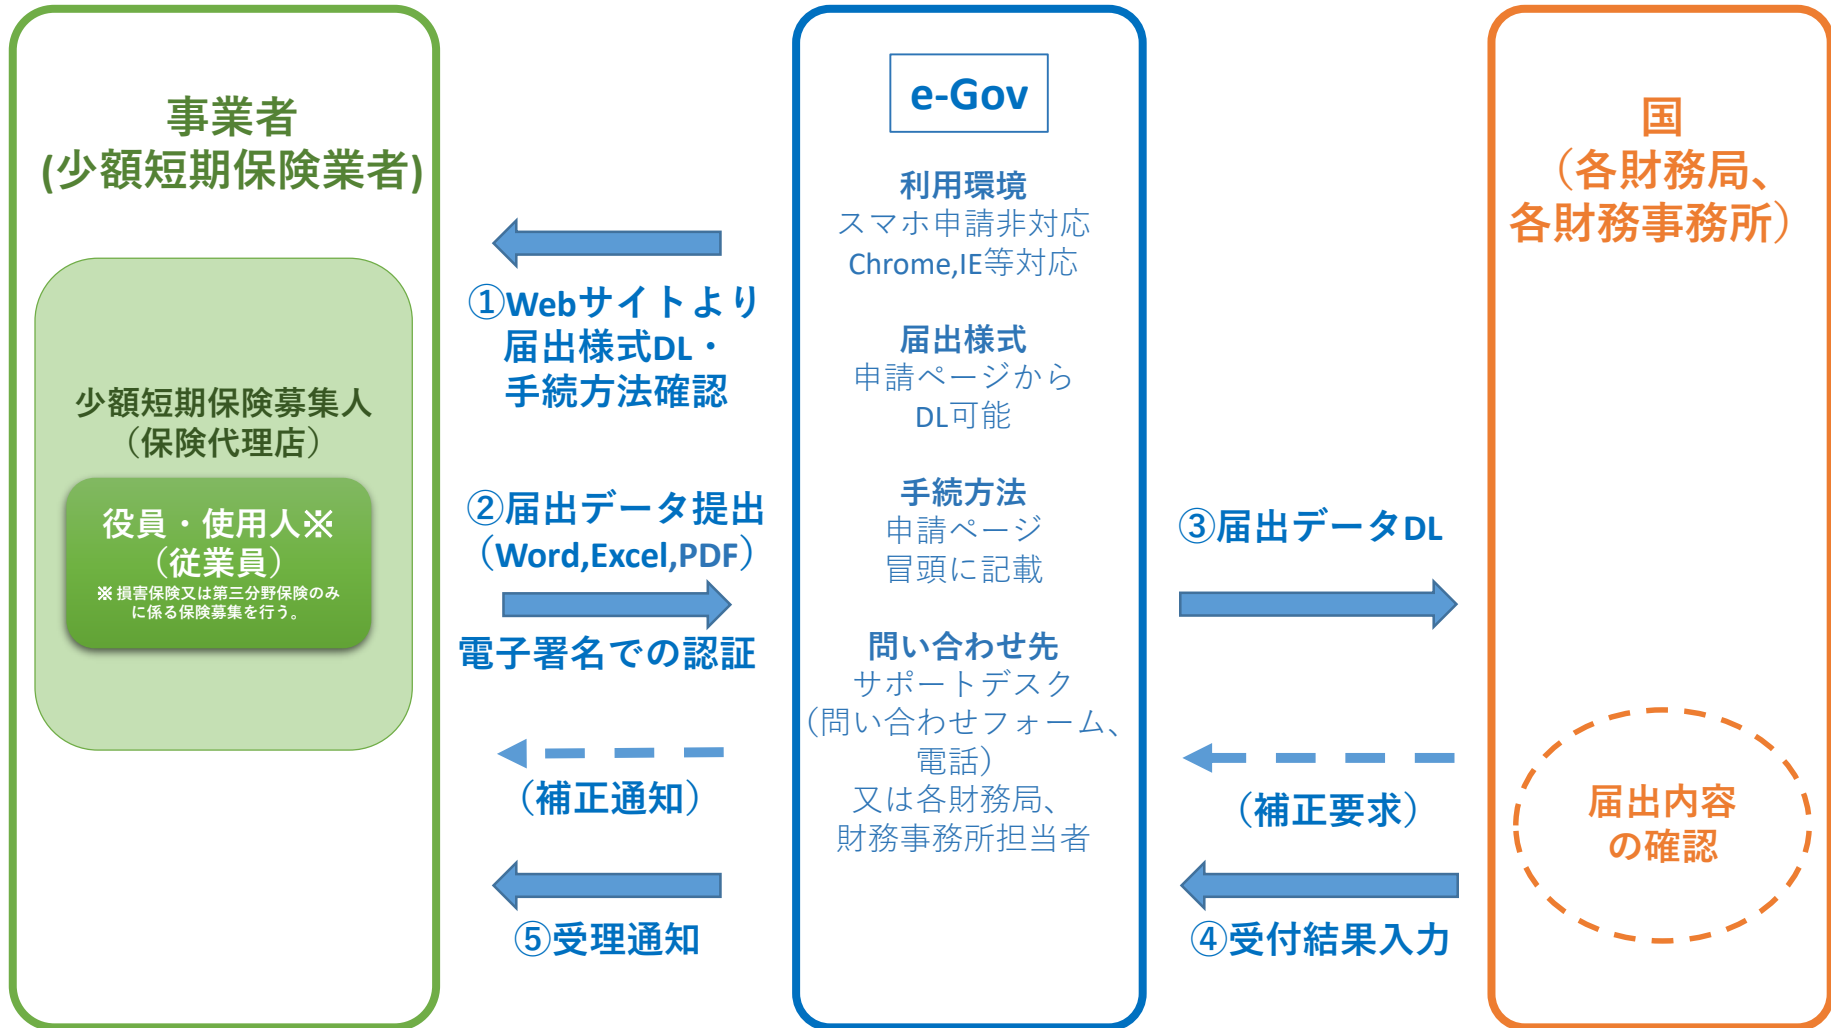 事業者
(少額短期保険業者)
少額短期保険募集人
（保険代理店）
役員・使用人※
（従業員）
※損害保険又は第三分野保険のみ
に係る保険募集を行う。
①Webサイトより
届出様式DL・
手続方法確認
②届出データ提出
（Word,Excel,PDF）
電子署名での認証
（補正通知）
⑤受理通知
e-Gov
利用環境
スマホ申請非対応
Chrome,IE等対応
届出様式
申請ページから
DL可能
手続方法
申請ページ
冒頭に記載
問い合わせ先
サポートデスク
（問い合わせフォーム、
電話）
又は各財務局、
財務事務所担当者
③届出データDL
（補正要求）
④受付結果入力
国
（各財務局、
各財務事務所）
届出内容
の確認